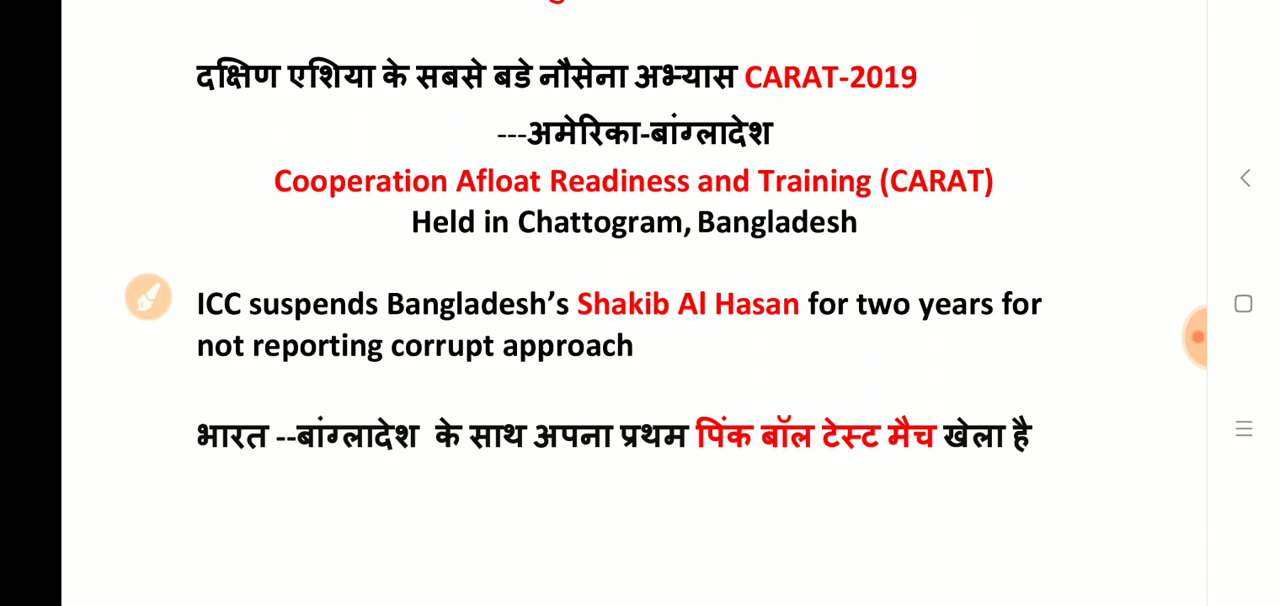 दक्षिण एशिया के सबसे बडे नौसेना अभ्यास CARAT-2019
---अमेरिका-बांग्लादेश
Cooperation Afloat Readiness and Training (CARAT)
Held in Chattogram, Bangladesh
ICC suspends Bangladesh’s Shakib Al Hasan for two years for
not reporting corrupt approach
भारत --बांग्लादेश के साथ अपना प्रथम पिंक बॉल टेस्ट मैच खेला है